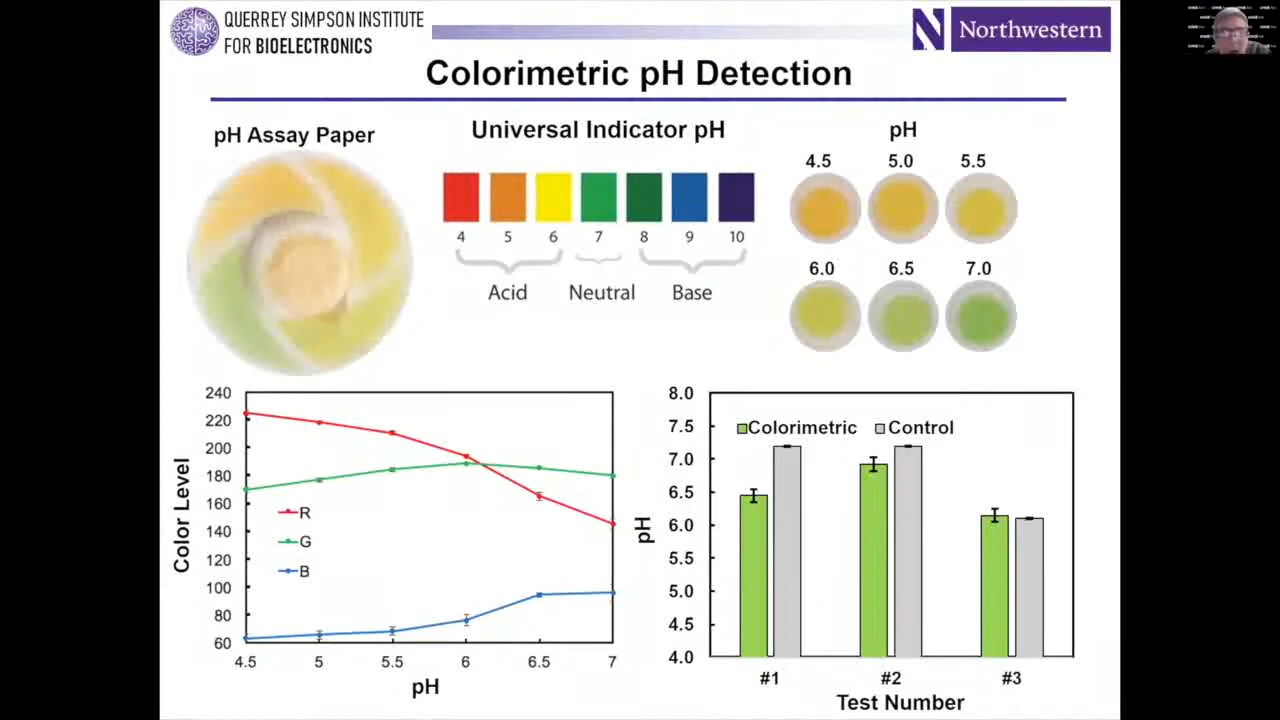 QUERREY SIMPSON INSTITUTE
FOR BIOELECTRONICS
N Northwestern
Colorimetric pH Detection
pH Assay Paper
Universal Indicator pH
4 5 6 7 8 9 10
Acid Neutral Base
pH
4.5 5.0 5.5
6.0 6.5 7.0
240
220
200
180
160
140
120
100
80
60
Color Level
R
G
B
4.5 5 5.5 6 6.5 7
pH
8.0
7.5
7.0
6.5
6.0
5.5
5.0
4.5
4.0
pH
Colorimetric Control
#1 #2 #3
Test Number